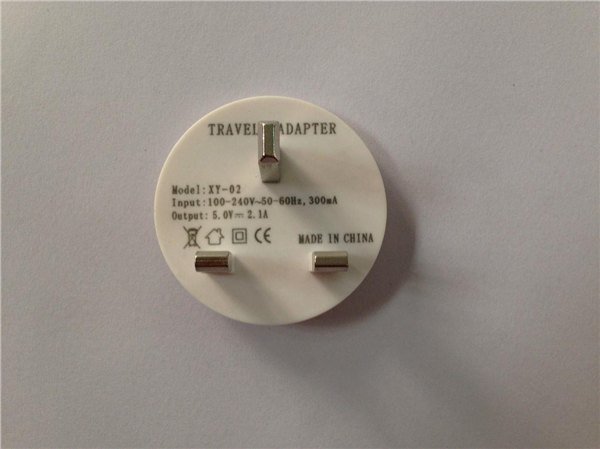 TRAVEL ADAPTER
Model:XY-02
Input:100-240V~50-60Hz,300mA
Output:5.0V⎓2.1A
CE MADE IN CHINA